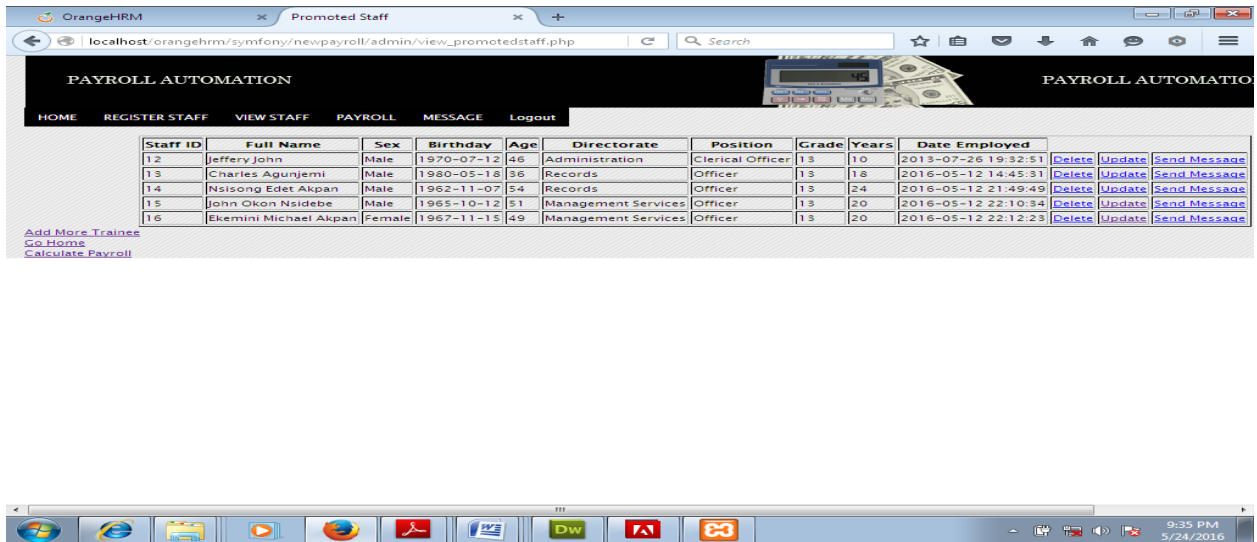 OrangeHRM Promoted Staff
localhost/orangehrm/symfony/newpayroll/admin/view_promotedstaff.php Search
PAYROLL AUTOMATION 45 PAYROLL AUTOMATIO
HOME REGISTER STAFF VIEW STAFF PAYROLL MESSAGE Logout
Staff ID Full Name Sex Birthday Age Directorate Position Grade Years Date Employed
12 Jeffery John Male 1970-07-12 46 Administration Clerical Officer 13 10 2013-07-26 19:32:51 Delete Update Send Message
13 Charles Agunjemi Male 1980-05-18 36 Records Officer 13 18 2016-05-12 14:45:31 Delete Update Send Message
14 Nsisong Edet Akpan Male 1962-11-07 54 Records Officer 13 24 2016-05-12 21:49:49 Delete Update Send Message
15 John Okon Nsidebe Male 1965-10-12 51 Management Services Officer 13 20 2016-05-12 22:10:34 Delete Update Send Message
16 Ekemini Michael Akpan Female 1967-11-15 49 Management Services Officer 13 20 2016-05-12 22:12:23 Delete Update Send Message
Add More Trainee
Go Home
Calculate Payroll
Dw
9:35 PM
5/24/2016